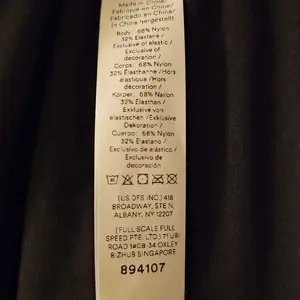 Made in China/
Fabriqué en Chine/
Fabricado en China/
In China hergestellt
Body: 68% Nylon
32% Elastane/
Exclusive of elastic/
Exclusive of
decoration/
Corps: 68% Nylon
32% Élasthanne/Hors
élastique/Hors
décoration/
Körper: 68% Nylon
32% Elasthan/
Exklusive von
elastischen/Exklusive
Dekoration/
Cuerpo: 68% Nylon
32% Elastano/
Exclusivo de elástico/
Exclusivo de
decoración
(US OFS INC.) 418
BROADWAY, STE N,
ALBANY, NY 12207
(FULL SCALE FULL
SPEED PTE. LTD.) 71 UBI
ROAD 1 #08-34 OXLEY
BIZHUB SINGAPORE
894107